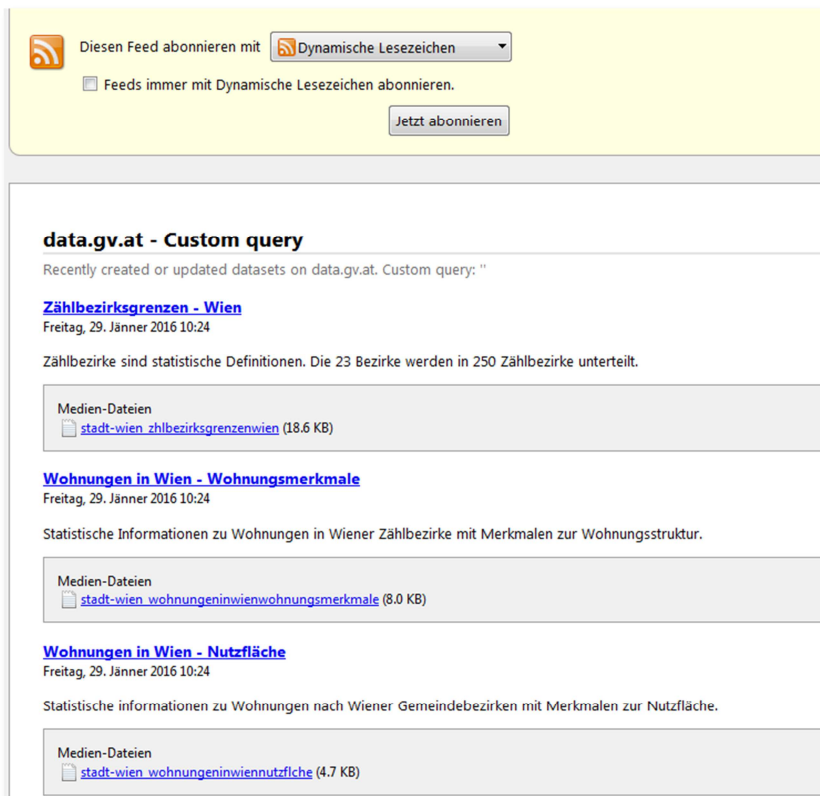 Diesen Feed abonnieren mit Dynamische Lesezeichen
Feeds immer mit Dynamische Lesezeichen abonnieren.
Jetzt abonnieren
data.gv.at - Custom query
Recently created or updated datasets on data.gv.at. Custom query: ''
Zählbezirksgrenzen - Wien
Freitag, 29. Jänner 2016 10:24
Zählbezirke sind statistische Definitionen. Die 23 Bezirke werden in 250 Zählbezirke unterteilt.
Medien-Dateien
stadt-wien_zhlbezirksgrenzenwien (18.6 KB)
Wohnungen in Wien - Wohnungsmerkmale
Freitag, 29. Jänner 2016 10:24
Statistische Informationen zu Wohnungen in Wiener Zählbezirke mit Merkmalen zur Wohnungsstruktur.
Medien-Dateien
stadt-wien_wohnungeninwienwohnungsmerkmale (8.0 KB)
Wohnungen in Wien - Nutzfläche
Freitag, 29. Jänner 2016 10:24
Statistische informationen zu Wohnungen nach Wiener Gemeindebezirken mit Merkmalen zur Nutzfläche.
Medien-Dateien
stadt-wien_wohnungeninwiennutzflche (4.7 KB)